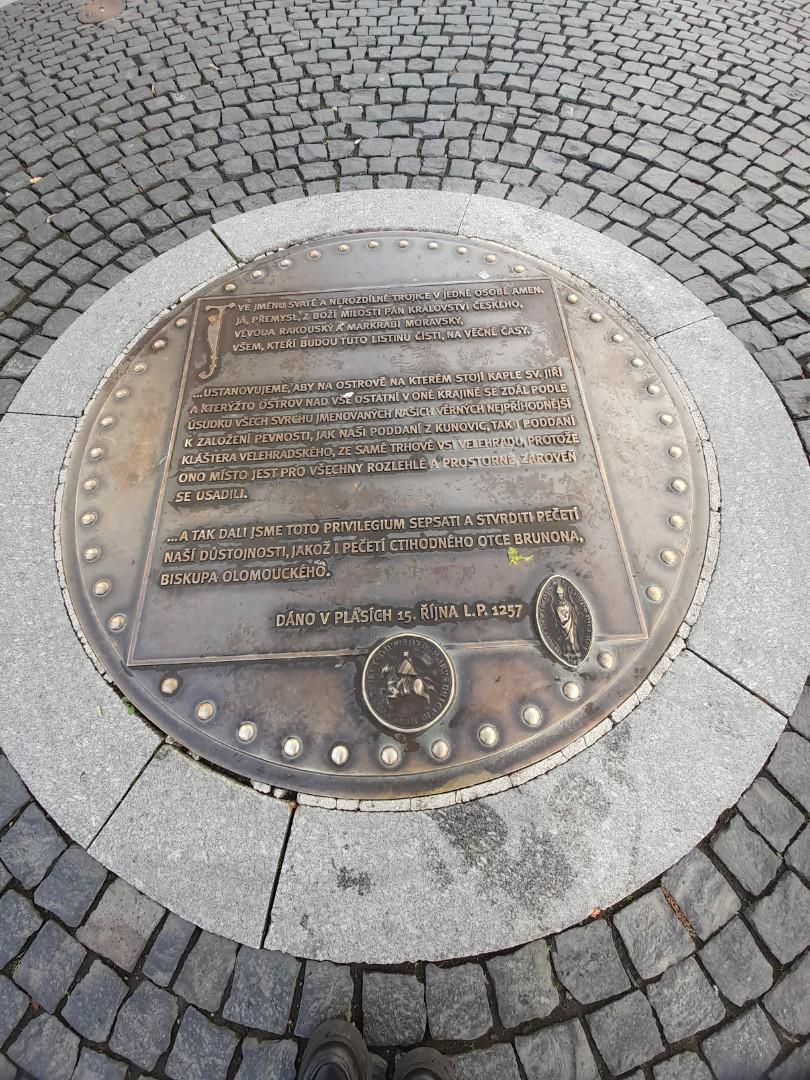 VE JMÉNU SVATÉ A NEROZDÍLNÉ TROJICE V JEDNÉ OSOBĚ AMEN.
JÁ, PŘEMYSL, Z BOŽÍ MILOSTI PÁN KRÁLOVSTVÍ ČESKÉHO,
VÉVODA RAKOUSKÝ A MARKRABÍ MORAVSKÝ,
VŠEM, KTEŘÍ BUDOU TUTO LISTINU ČÍSTI, NA VĚČNÉ ČASY.
...USTANOVUJEME, ABY NA OSTROVĚ NA KTERÉM STOJÍ KAPLE SV. JIŘÍ
A KTERÝŽTO OSTROV NAD VŠE OSTATNÍ V ONÉ KRAJINĚ SE ZDÁL PODLE
ÚSUDKU VŠECH SVRCHU JMENOVANÝCH NAŠICH VĚRNÝCH NEJPŘÍHODNĚJŠÍ
K ZALOŽENÍ PEVNOSTI, JAK NAŠI PODDANÍ Z KUNOVIC, TAK I PODDANÍ
KLÁŠTERA VELEHRADSKÉHO, ZE SAMÉ TRHOVÉ VSI VELEHRADU, PROTOŽE
ONO MÍSTO JEST PRO VŠECHNY ROZLEHLÉ A PROSTORNÉ, ZÁROVEŇ
SE USADILI.
...A TAK DALI JSME TOTO PRIVILEGIUM SEPSATI A STVRDITI PEČETÍ
NAŠÍ DŮSTOJNOSTI, JAKOŽ I PEČETÍ CTIHODNÉHO OTCE BRUNONA,
BISKUPA OLOMOUCKÉHO.
DÁNO V PLASÍCH 15. ŘÍJNA L.P. 1257